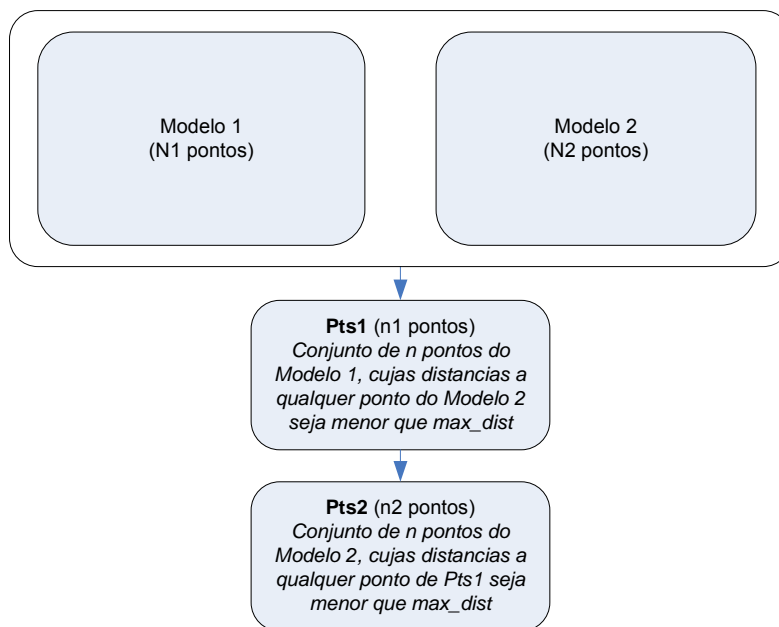 Modelo 1
(N1 pontos)
Modelo 2
(N2 pontos)
Pts1 (n1 pontos)
Conjunto de n pontos do
Modelo 1, cujas distancias a
qualquer ponto do Modelo 2
seja menor que max_dist
Pts2 (n2 pontos)
Conjunto de n pontos do
Modelo 2, cujas distancias a
qualquer ponto de Pts1 seja
menor que max_dist